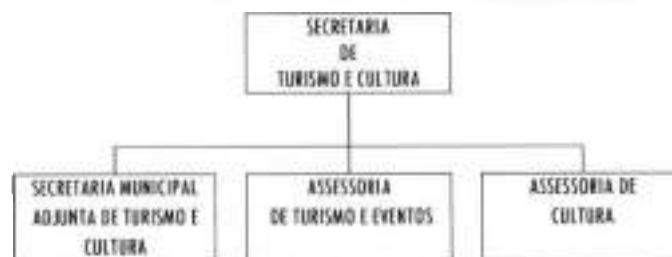 SECRETARIA
DE
TURISMO E CULTURA
SECRETARIA MUNICIPAL
ADJUNTA DE TURISMO E
CULTURA
ASSESSORIA
DE TURISMO E EVENTOS
ASSESSORIA DE
CULTURA